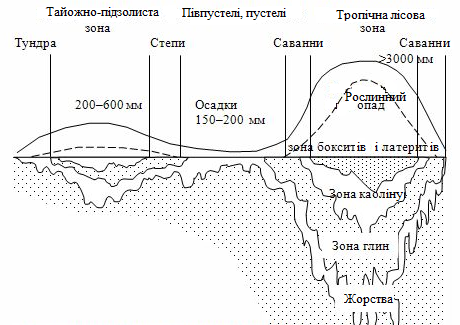 Тайожно-підзолиста
зона
Півпустелі, пустелі
Тропічна лісова
зона
Тундра
Степи
Саванни
Саванни
>3000 мм
200–600 мм
Осадки
150–200 мм
Рослинний
опад
зона бокситів і латеритів
Зона каоліну
Зона глин
Жорства